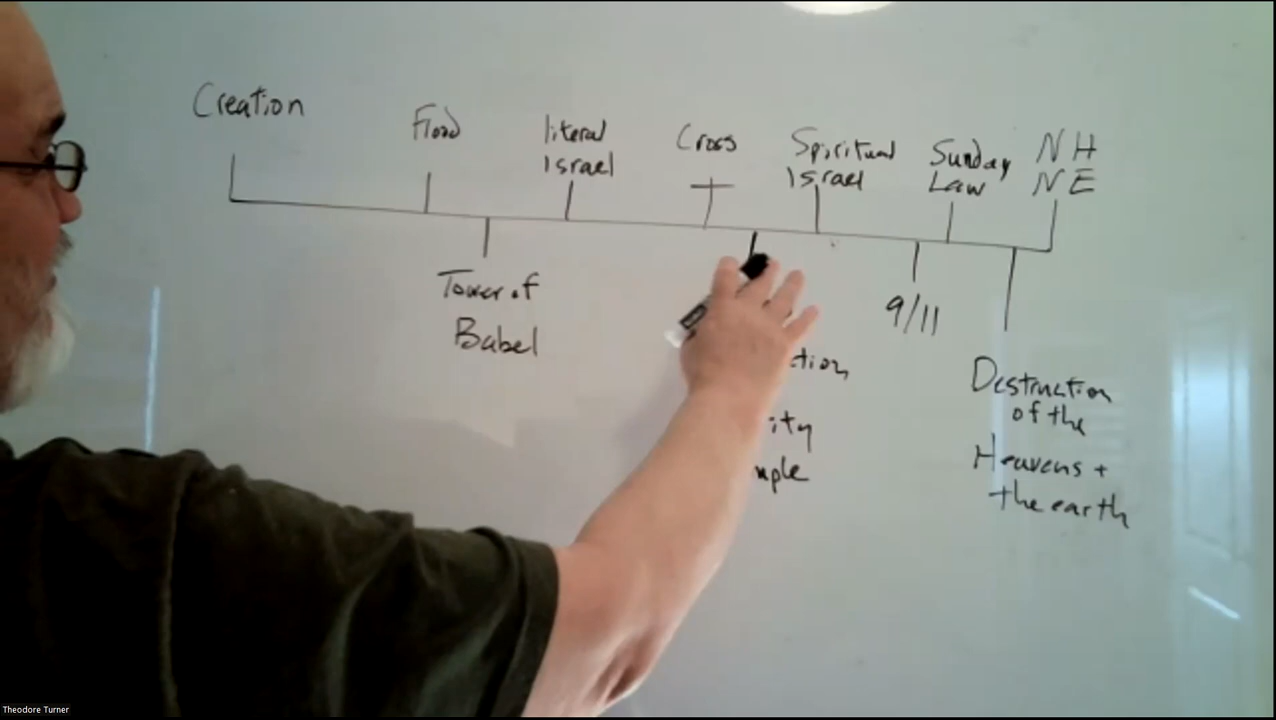 Creation
Flood
literal
Israel
Cross
Spiritual
Israel
Sunday
Law
N H
N E
Tower of
Babel
9/11
Destruction
of the
Heavens +
the earth
Theodore Turner